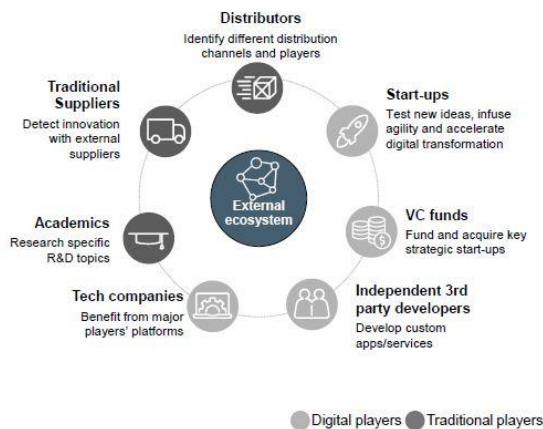 Distributors
Identify different distribution
channels and players
Traditional
Suppliers
Detect innovation
with external
suppliers
Start-ups
Test new ideas, infuse
agility and accelerate
digital transformation
External
ecosystem
Academics
Research specific
R&D topics
VC funds
Fund and acquire key
strategic start-ups
$
Tech companies
Benefit from major
players' platforms
Independent 3rd
party developers
Develop custom
apps/services
Digital players
Traditional players